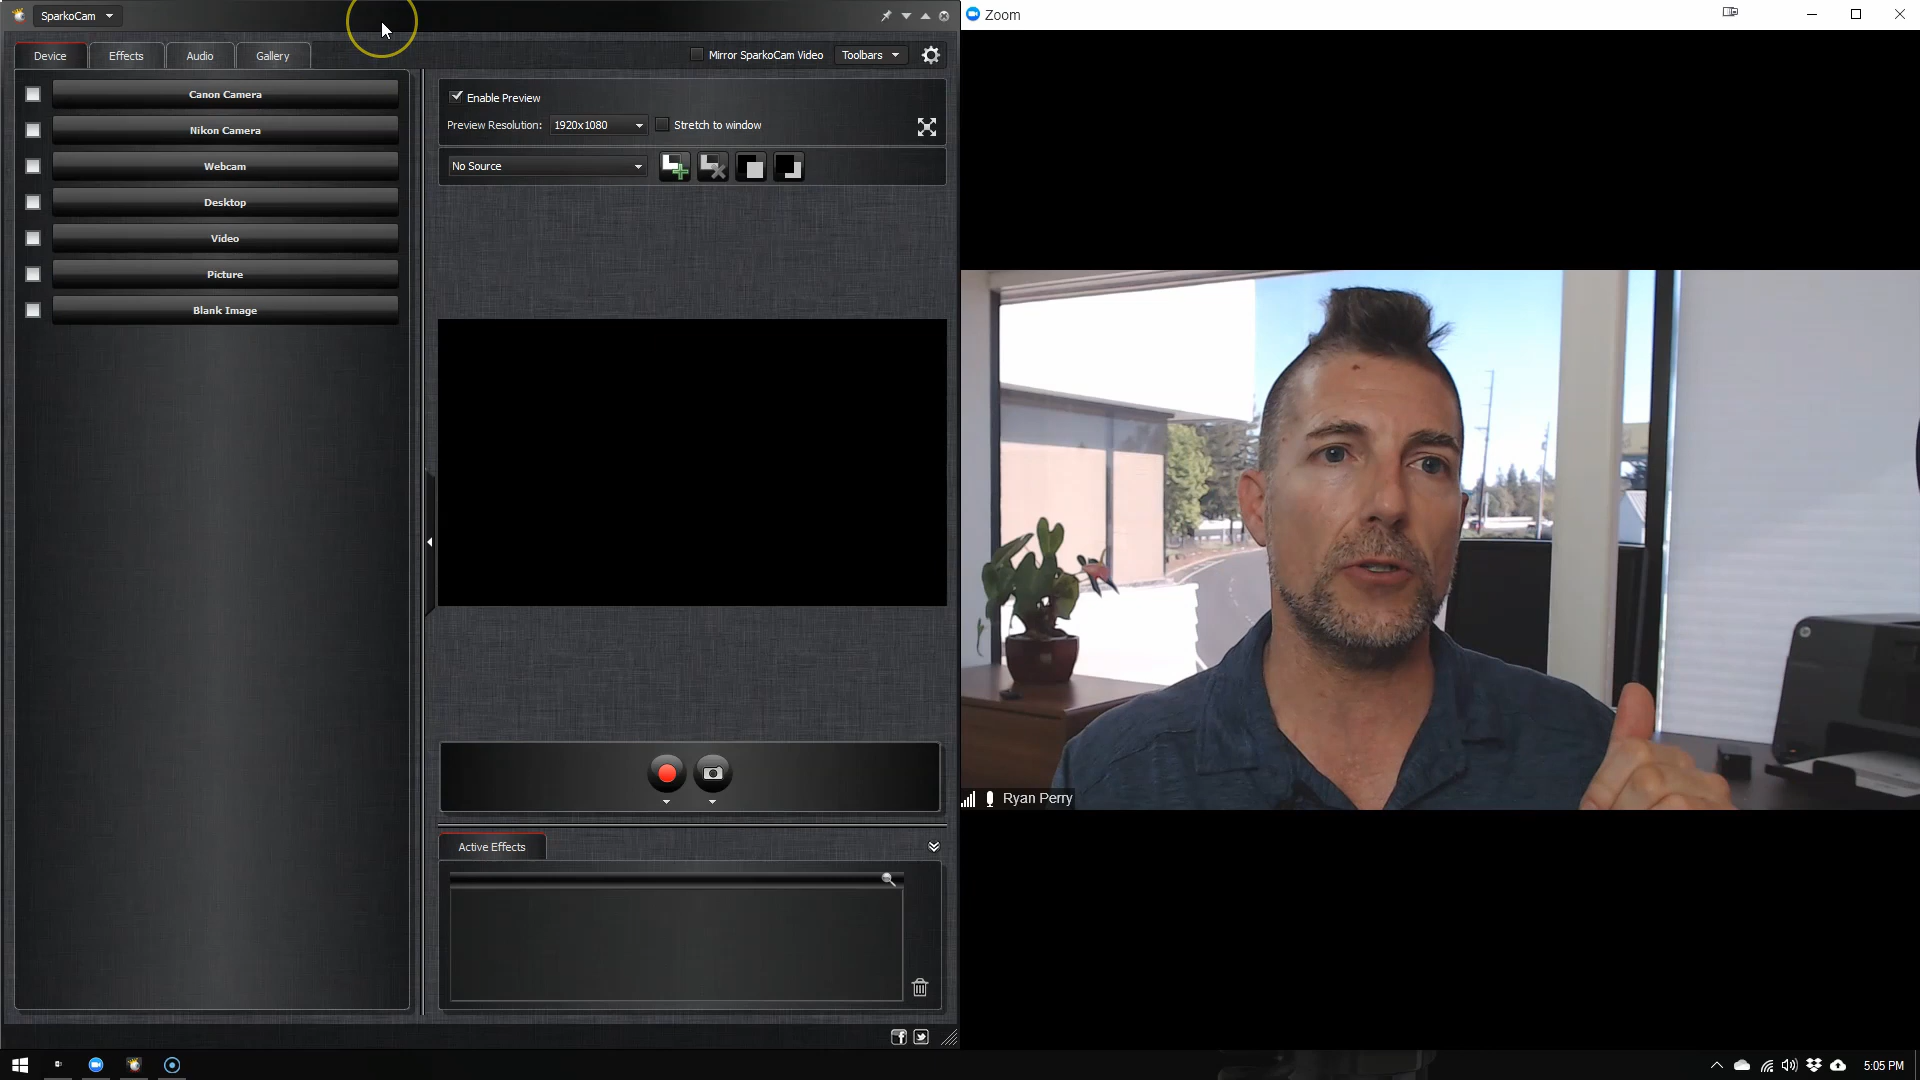 SparkoCam
Zoom
Device
Effects
Audio
Gallery
Mirror SparkoCam Video
Toolbars
Canon Camera
Nikon Camera
Webcam
Desktop
Video
Picture
Blank Image
Enable Preview
Preview Resolution: 1920x1080
Stretch to window
No Source
Active Effects
Ryan Perry
5:05 PM